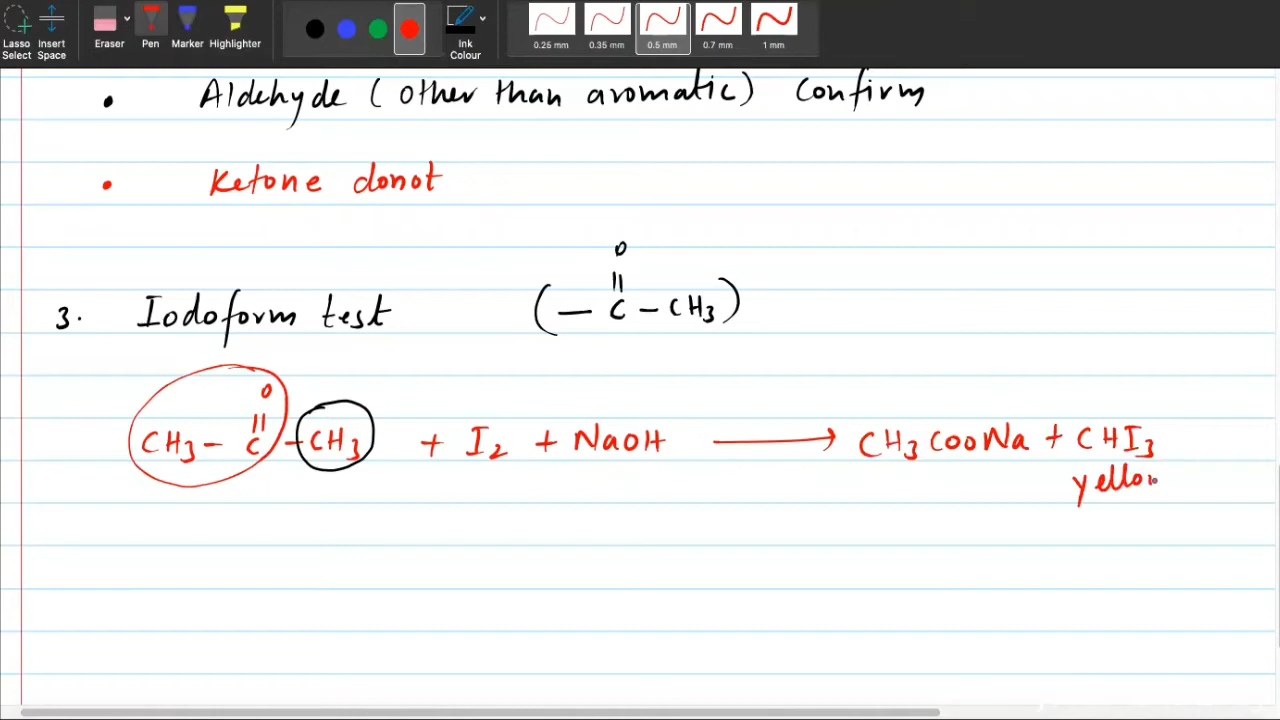 Lasso Select
Insert Space
Eraser
Pen
Marker
Highlighter
Ink Colour
0.25 mm
0.35 mm
0.5 mm
0.7 mm
1 mm
• Aldehyde (other than aromatic) confirm
• Ketone donot
O
||
3. Iodoform test (— C — CH3)
O
||
CH3 — C — CH3 + I2 + NaOH ⟶ CH3COONa + CHI3
yellow